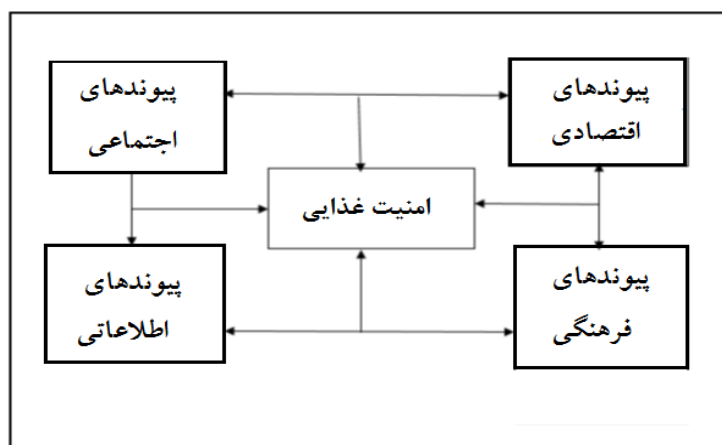 پیوندهای
اقتصادی
پیوندهای
اجتماعی
امنیت غذایی
پیوندهای
فرهنگی
پیوندهای
اطلاعاتی